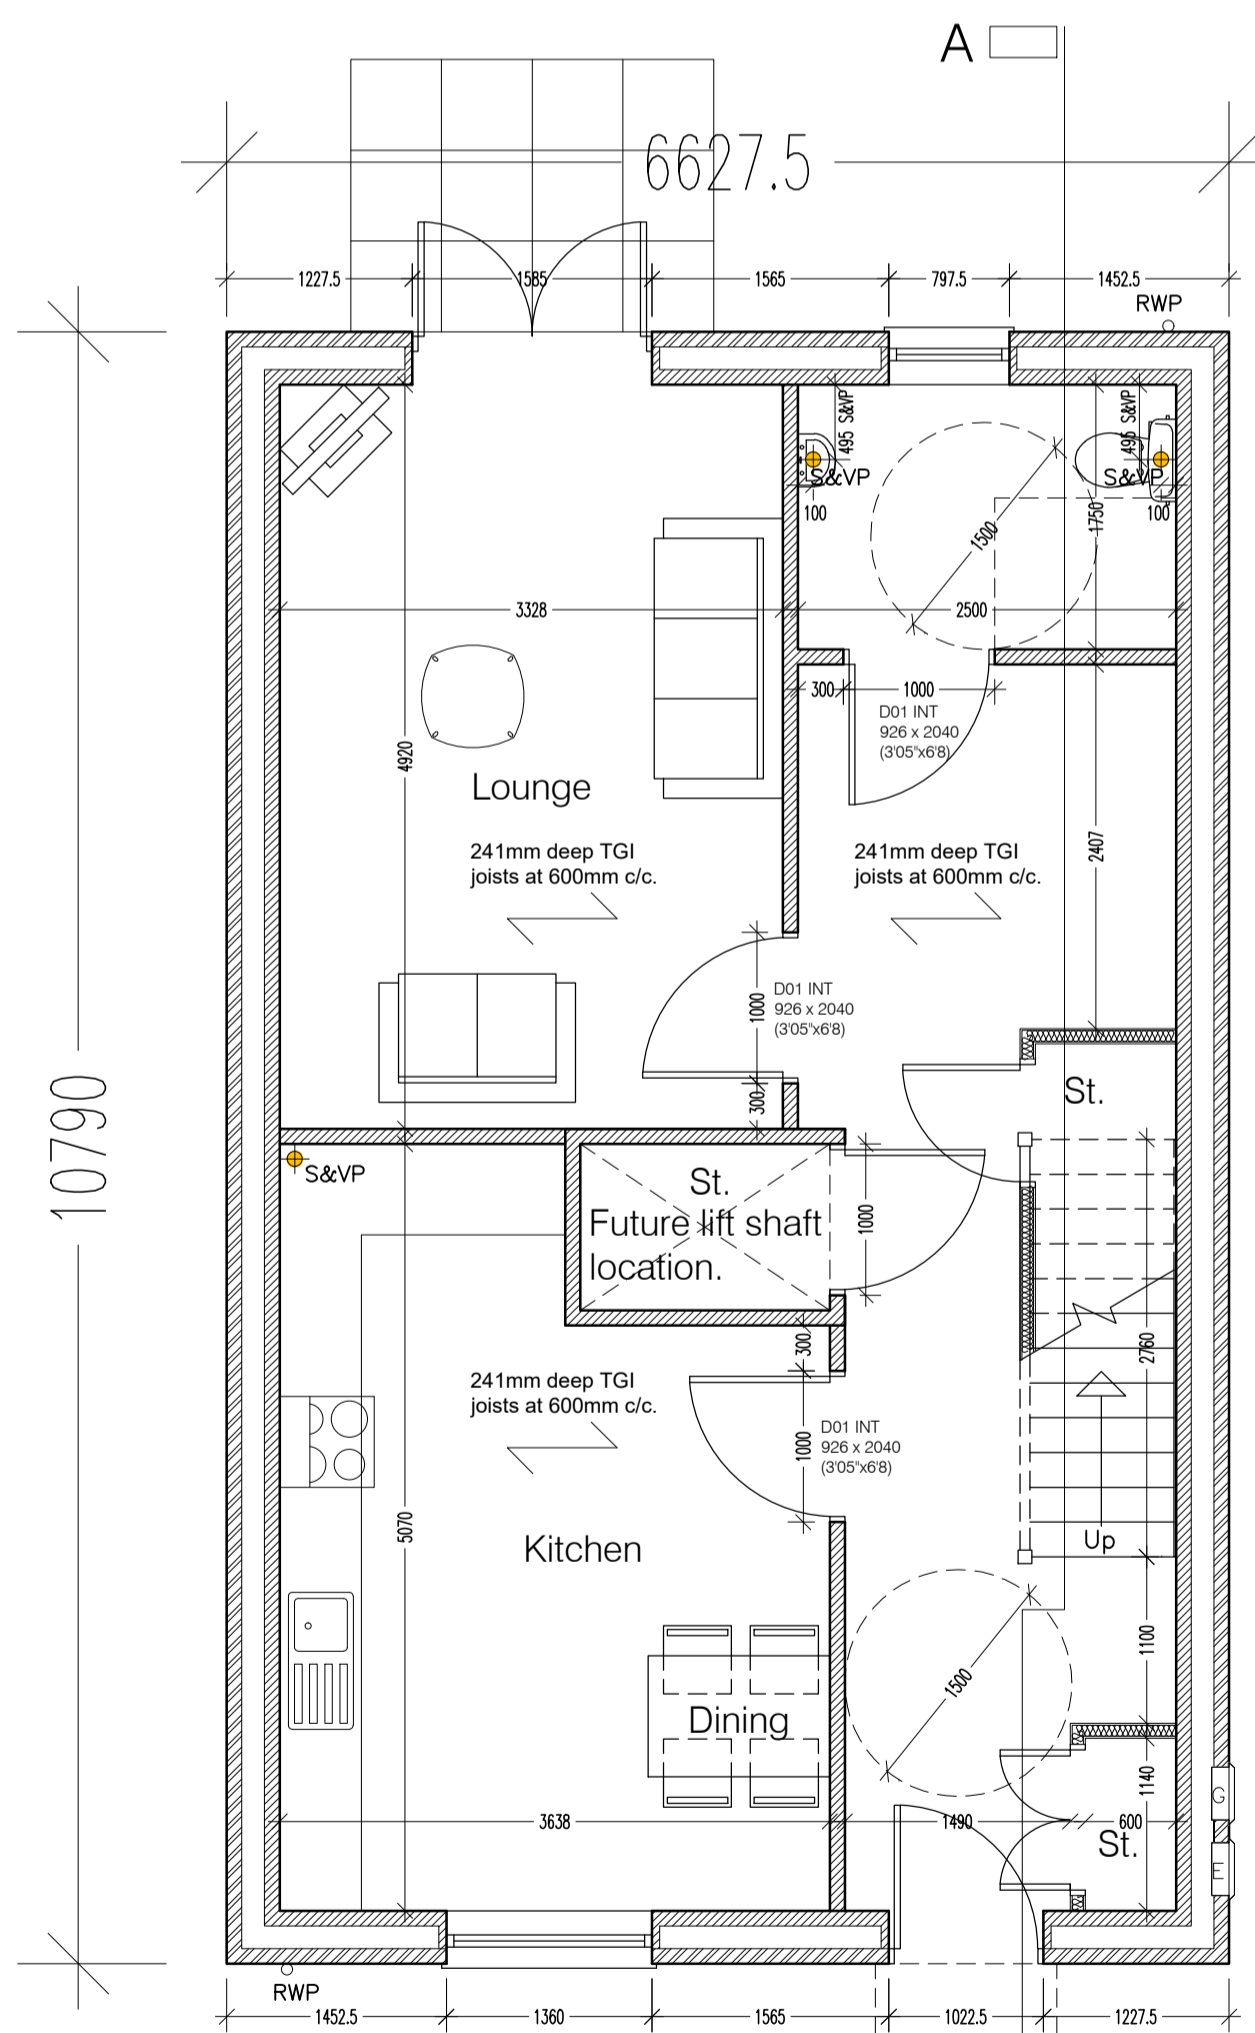 A
6627.5
1227.5
1585
1565
797.5
1452.5
RWP
495 S&VP
495 S&VP
S&VP
S&VP
100
100
1750
1500
3328
2500
300
1000
D01 INT
926 x 2040
(3'05"x6'8)
4920
Lounge
241mm deep TGI
joists at 600mm c/c.
241mm deep TGI
joists at 600mm c/c.
2407
1000
D01 INT
926 x 2040
(3'05"x6'8)
300
10790
St.
S&VP
St.
Future lift shaft
location.
1000
300
2760
241mm deep TGI
joists at 600mm c/c.
1000
D01 INT
926 x 2040
(3'05"x6'8)
5070
Kitchen
Up
1100
1500
Dining
1140
G
3638
1490
600
St.
E
RWP
1452.5
1360
1565
1022.5
1227.5